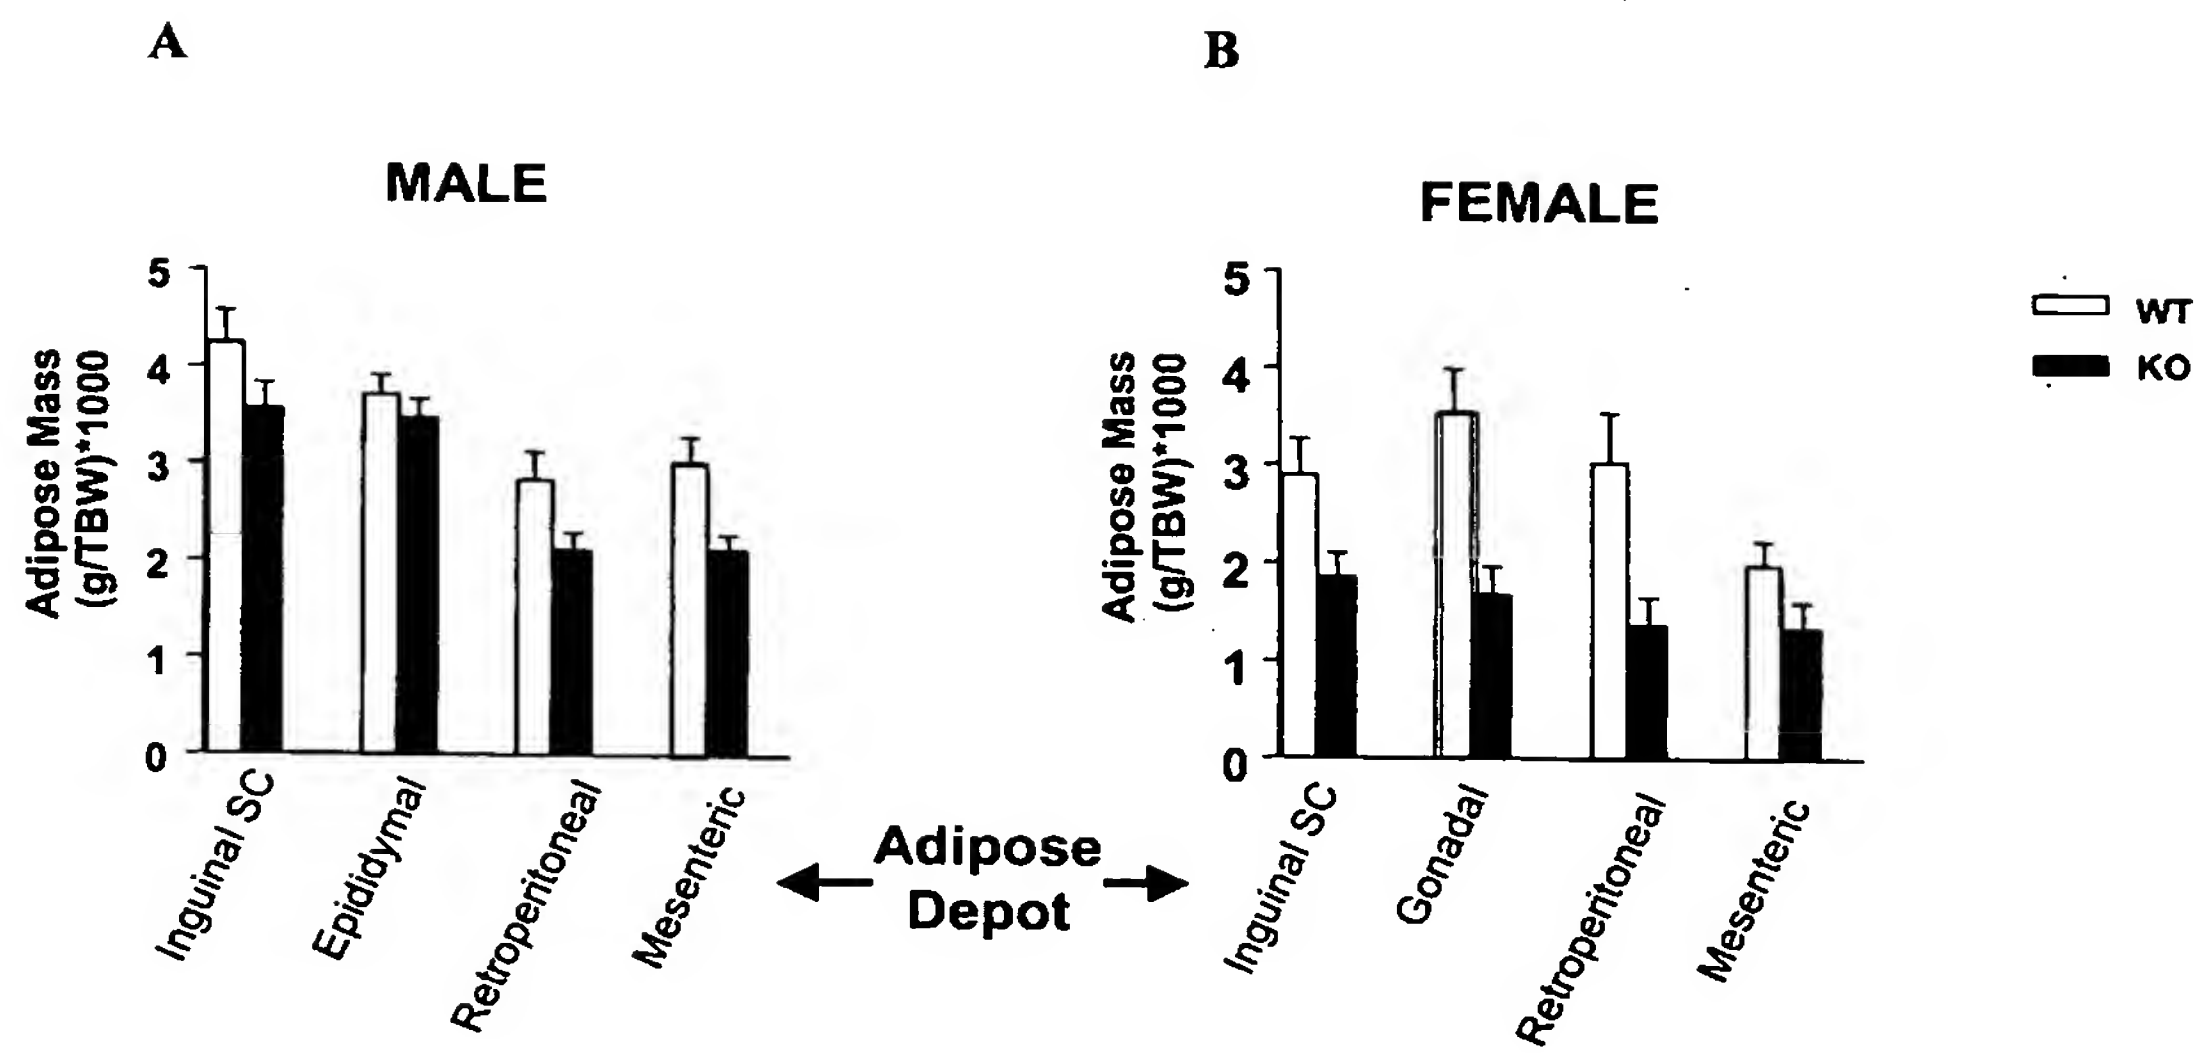 A
MALE
5
4
3
2
1
0
Adipose Mass
(g/TBW)*1000
Inguinal SC
Epididymal
Retroperitoneal
Mesenteric
Adipose
Depot
B
FEMALE
5
4
3
2
1
0
Adipose Mass
(g/TBW)*1000
Inguinal SC
Gonadal
Retroperitoneal
Mesenteric
WT
KO